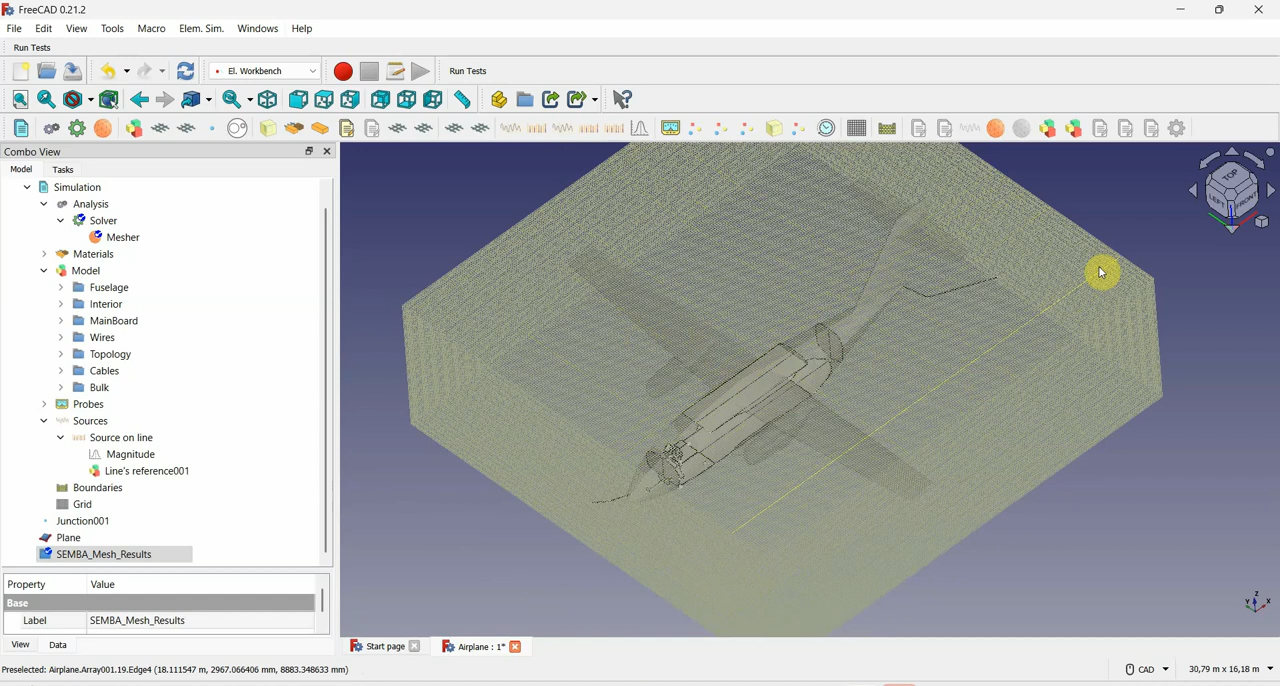 FreeCAD 0.21.2
File Edit View Tools Macro Elem. Sim. Windows Help
Run Tests
El. Workbench Run Tests
Combo View
Model Tasks
Simulation
Analysis
Solver
Mesher
Materials
Model
Fuselage
Interior
MainBoard
Wires
Topology
Cables
Bulk
Probes
Sources
Source on line
Magnitude
Line's reference001
Boundaries
Grid
Junction001
Plane
SEMBA_Mesh_Results
Property Value
Base
Label SEMBA_Mesh_Results
View Data
TOP
LEFT FRONT
Z
Y X
Start page Airplane : 1*
Preselected: Airplane.Array001.19.Edge4 (18.111547 m, 2967.066406 mm, 8883.348633 mm)
CAD 30,79 m x 16,18 m